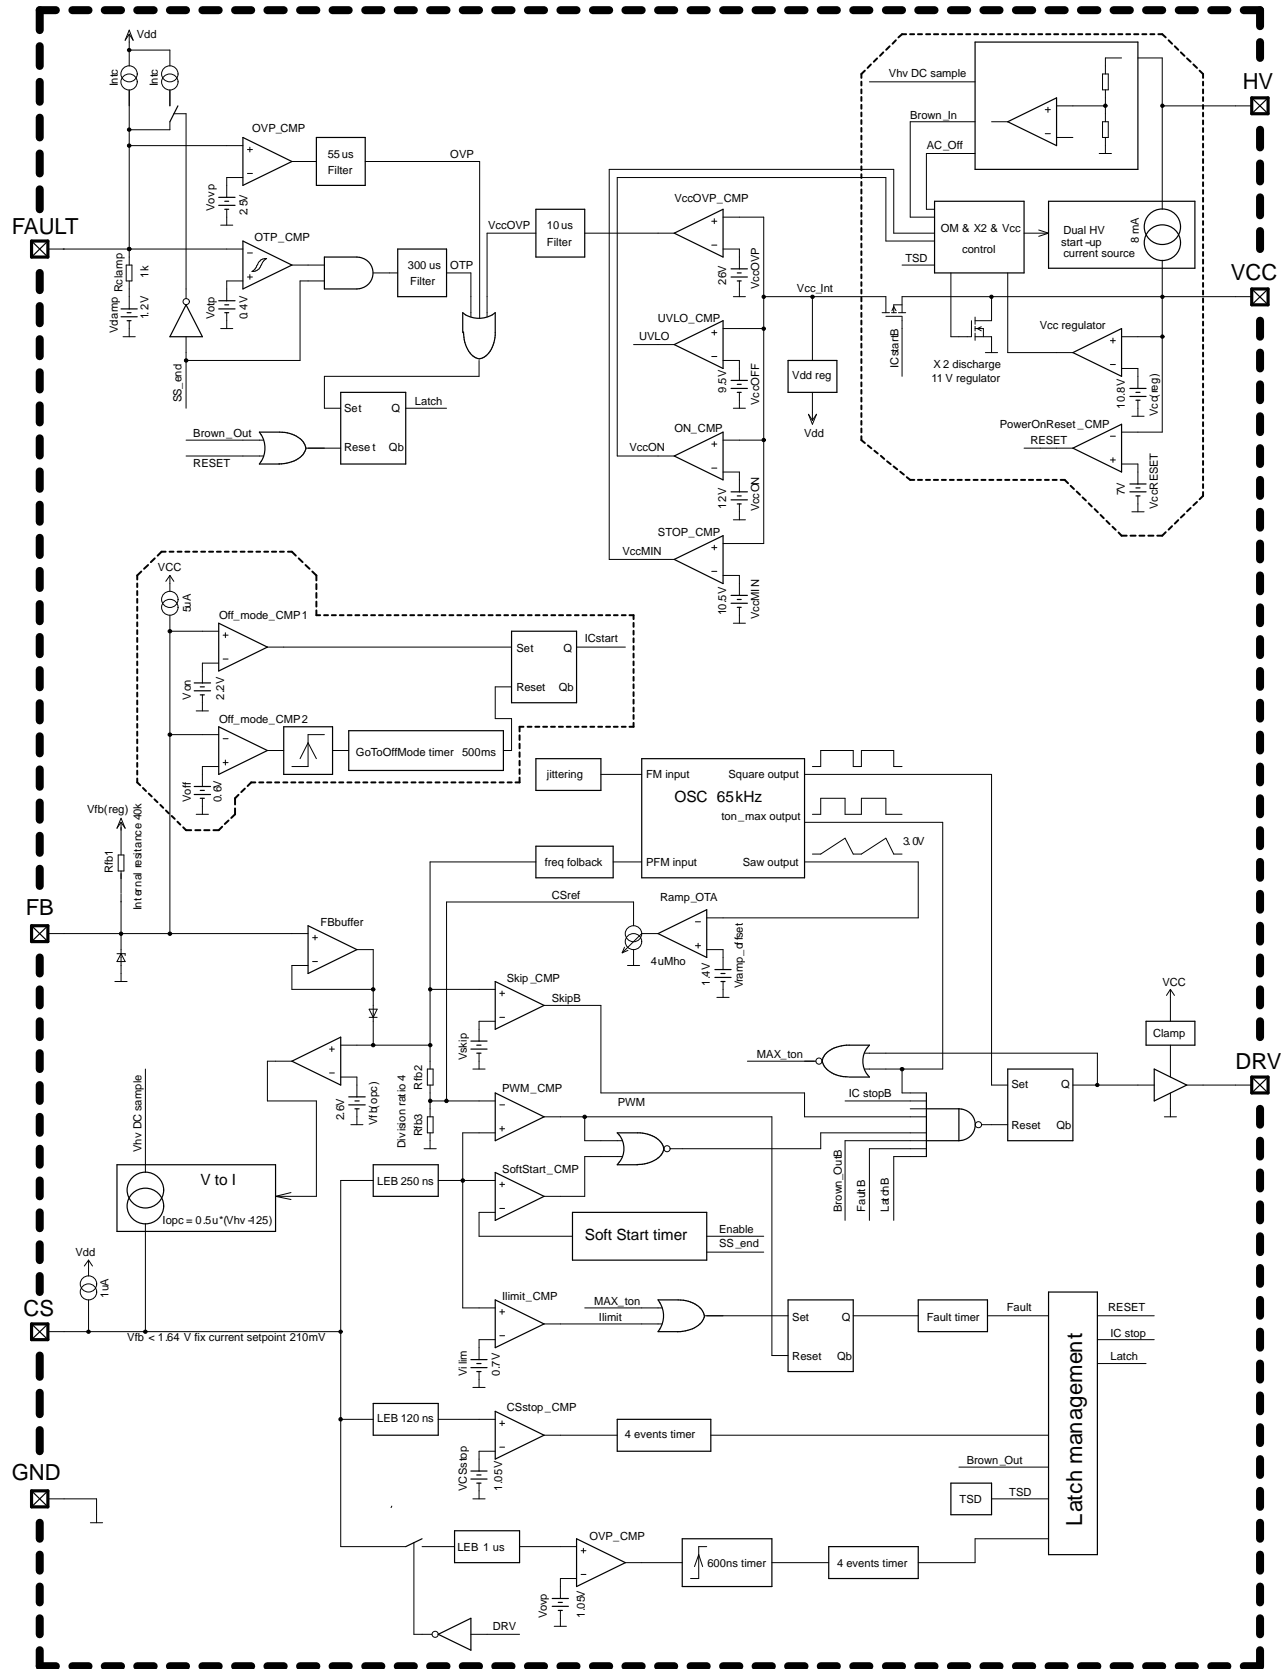 Vdd
Intc
Intc
OVP_CMP
55 us
Filter
OVP
Vovp
2.5V
FAULT
OTP_CMP
Rclamp
1k
Vclamp
1.2V
Votp
0.4V
300 us
Filter
OTP
SS_end
Set
Q
Latch
Reset
Qb
Brown_Out
RESET
VccOVP
10 us
Filter
VccOVP_CMP
26V
VccOVP
Vcc_Int
UVLO_CMP
UVLO
9.5V
VccOFF
Vdd reg
Vdd
ON_CMP
VccON
12V
VccON
STOP_CMP
VccMIN
10.5V
VccMIN
Vhv DC sample
Brown_In
AC_Off
HV
OM & X2 & Vcc
control
Dual HV
start-up
current source
8 mA
TSD
VCC
ICstartB
X2 discharge
11 V regulator
Vcc regulator
10.8V
Vcc(reg)
PowerOnReset_CMP
RESET
7V
VccRESET
VCC
5uA
Off_mode_CMP1
Von
2.2V
Set
Q
ICstart
Reset
Qb
Off_mode_CMP2
GoToOffMode timer 500ms
Voff
0.6V
Vfb(reg)
Rfb1
Internal resitance 40k
FB
jittering
FM input
Square output
OSC 65kHz
ton_max output
freq folback
PFM input
Saw output
3.0V
CSref
Ramp_OTA
4uMho
1.4V
Vramp_offset
FBbuffer
Skip_CMP
SkipB
Vskip
2.6V
Vfb(opc)
Division ratio 4
Rfb2
Rfb3
PWM_CMP
PWM
MAX_ton
IC stopB
Brown_OutB
FaultB
LatchB
Set
Q
Reset
Qb
VCC
Clamp
DRV
Vhv DC sample
V to I
Iopc = 0.5u*(Vhv-125)
LEB 250 ns
SoftStart_CMP
Soft Start timer
Enable
SS_end
Vdd
1uA
CS
Vfb < 1.64 V fix current setpoint 210mV
Ilimit_CMP
MAX_ton
Ilimit
Vilim
0.7V
Set
Q
Reset
Qb
Fault timer
Fault
RESET
IC stop
Latch
Latch management
LEB 120 ns
CSstop_CMP
VCSstop
1.05V
4 events timer
Brown_Out
TSD
TSD
GND
LEB 1 us
OVP_CMP
Vovp
1.05V
600ns timer
4 events timer
DRV